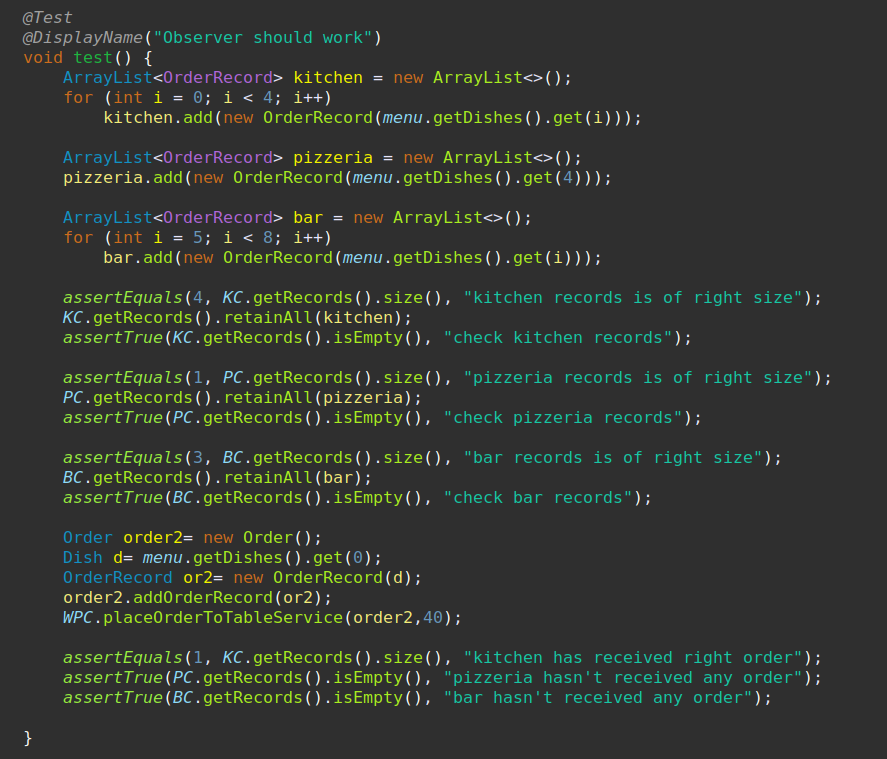 @Test
@DisplayName("Observer should work")
void test() {
    ArrayList<OrderRecord> kitchen = new ArrayList<>();
    for (int i = 0; i < 4; i++)
        kitchen.add(new OrderRecord(menu.getDishes().get(i)));

    ArrayList<OrderRecord> pizzeria = new ArrayList<>();
    pizzeria.add(new OrderRecord(menu.getDishes().get(4)));

    ArrayList<OrderRecord> bar = new ArrayList<>();
    for (int i = 5; i < 8; i++)
        bar.add(new OrderRecord(menu.getDishes().get(i)));

    assertEquals(4, KC.getRecords().size(), "kitchen records is of right size");
    KC.getRecords().retainAll(kitchen);
    assertTrue(KC.getRecords().isEmpty(), "check kitchen records");

    assertEquals(1, PC.getRecords().size(), "pizzeria records is of right size");
    PC.getRecords().retainAll(pizzeria);
    assertTrue(PC.getRecords().isEmpty(), "check pizzeria records");

    assertEquals(3, BC.getRecords().size(), "bar records is of right size");
    BC.getRecords().retainAll(bar);
    assertTrue(BC.getRecords().isEmpty(), "check bar records");

    Order order2= new Order();
    Dish d= menu.getDishes().get(0);
    OrderRecord or2= new OrderRecord(d);
    order2.addOrderRecord(or2);
    WPC.placeOrderToTableService(order2,40);

    assertEquals(1, KC.getRecords().size(), "kitchen has received right order");
    assertTrue(PC.getRecords().isEmpty(), "pizzeria hasn't received any order");
    assertTrue(BC.getRecords().isEmpty(), "bar hasn't received any order");

}